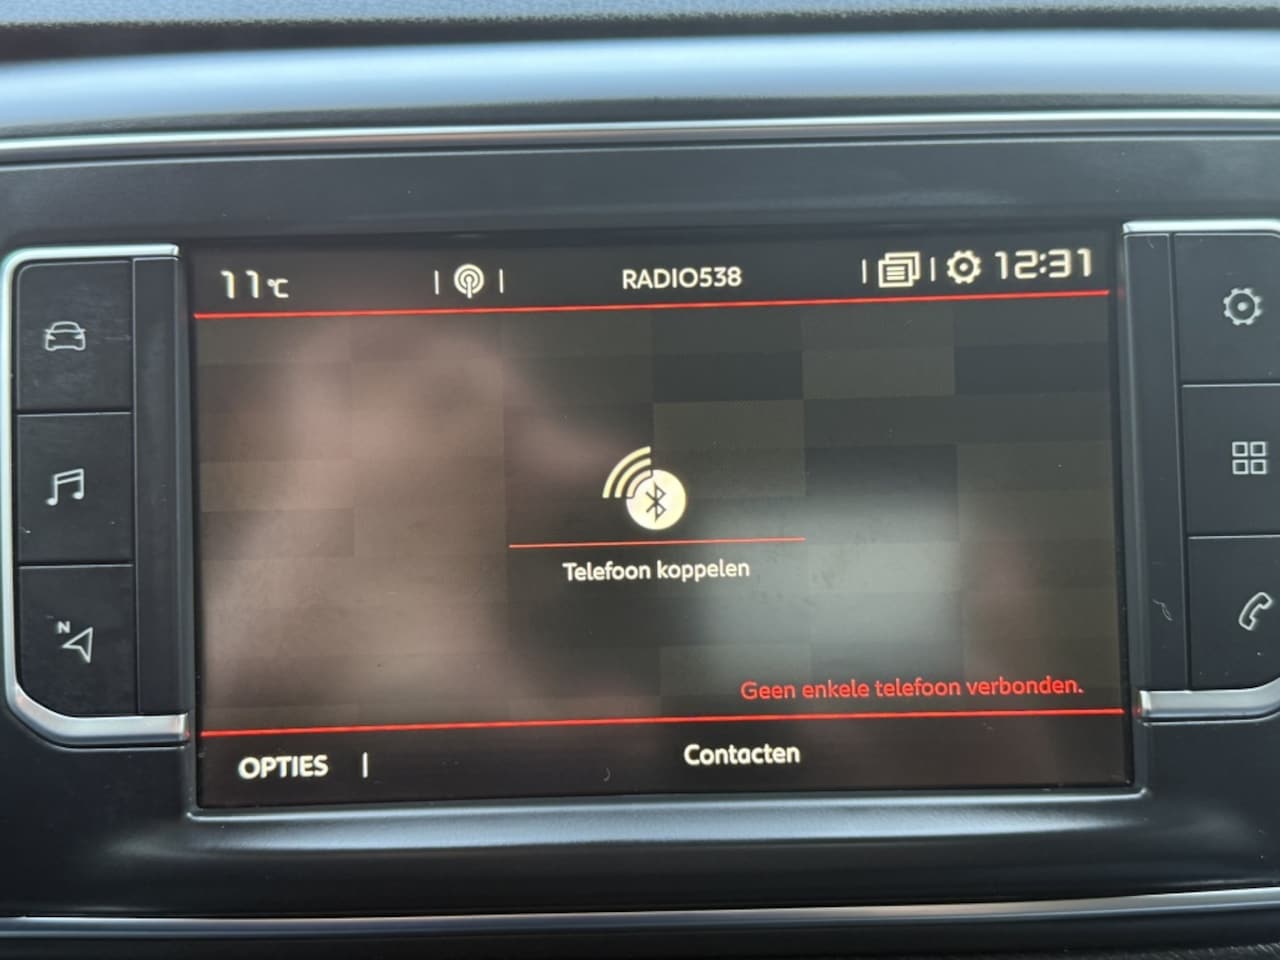 11°C
RADIO538
12:31
Telefoon koppelen
Geen enkele telefoon verbonden.
OPTIES
Contacten
N